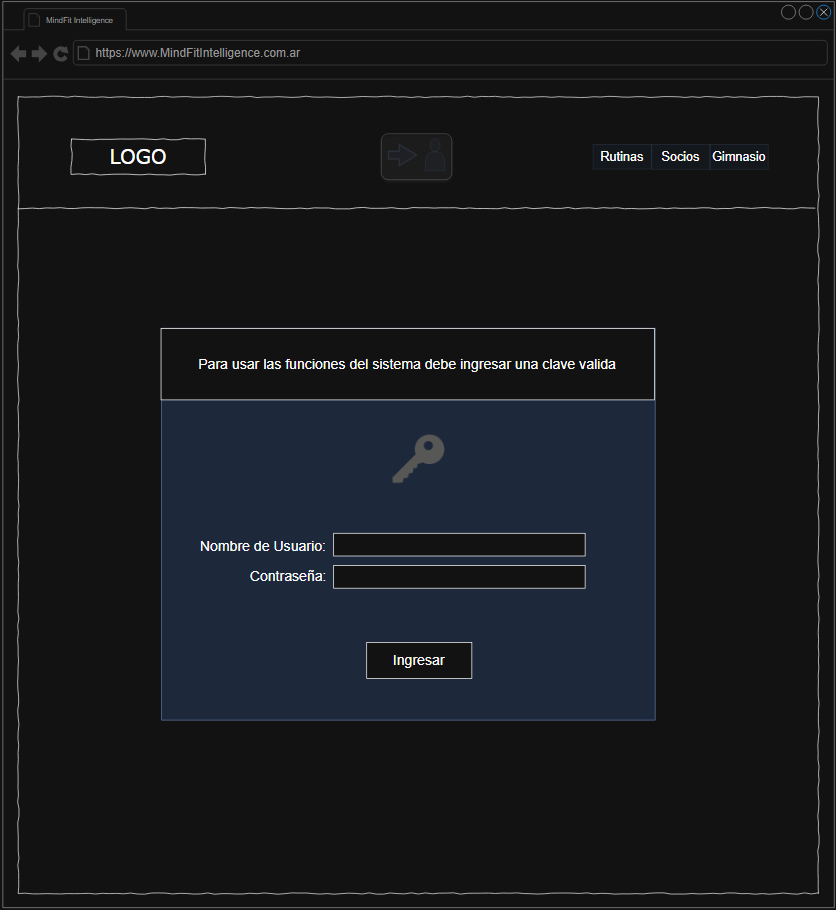 MindFit Intelligence
https://www.MindFitIntelligence.com.ar
LOGO
Rutinas Socios Gimnasio
Para usar las funciones del sistema debe ingresar una clave valida
Nombre de Usuario:
Contraseña:
Ingresar